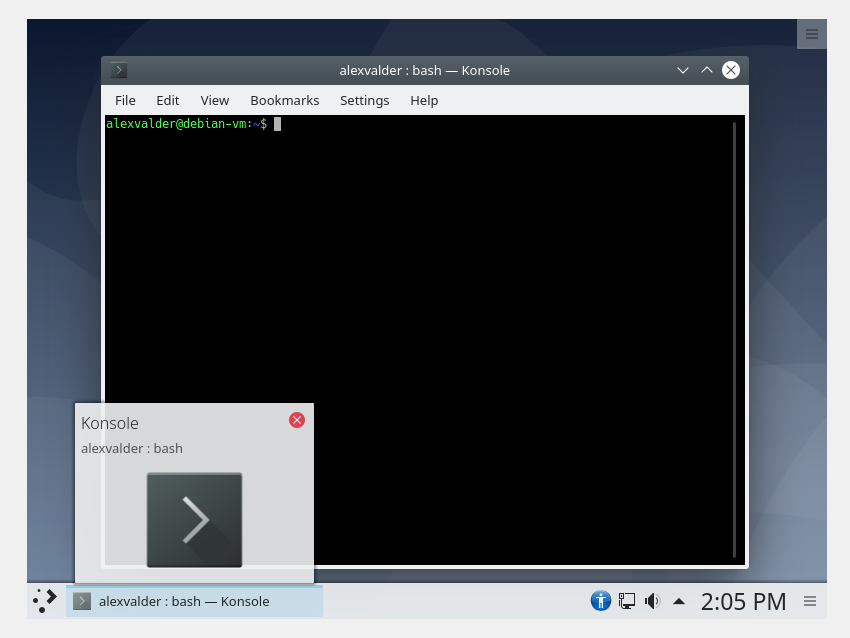 alexvalder : bash — Konsole
File Edit View Bookmarks Settings Help
alexvalder@debian-vm:~$
Konsole
alexvalder : bash
alexvalder : bash — Konsole
2:05 PM